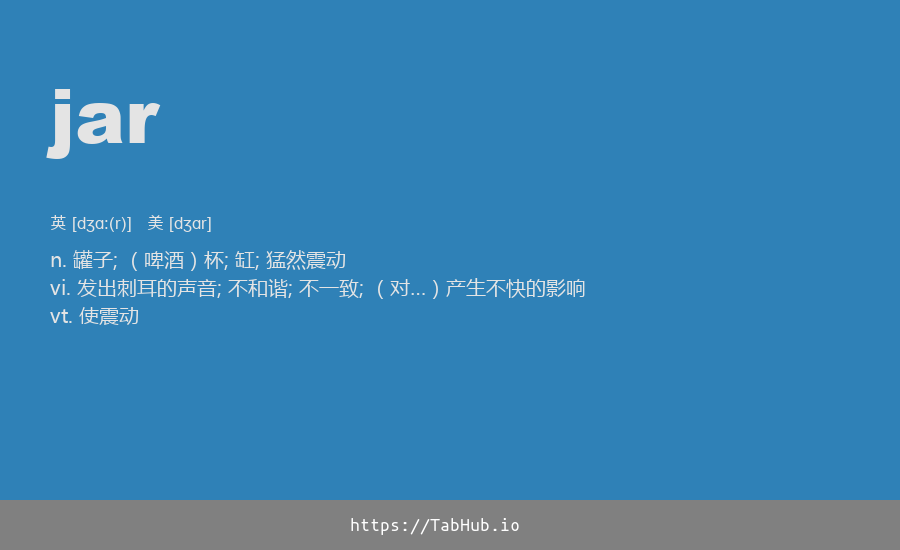 jar
英 [dʒɑː(r)] 美 [dʒɑr]
n. 罐子; （啤酒）杯; 缸; 猛然震动
vi. 发出刺耳的声音; 不和谐; 不一致; （对…）产生不快的影响
vt. 使震动
https://TabHub.io